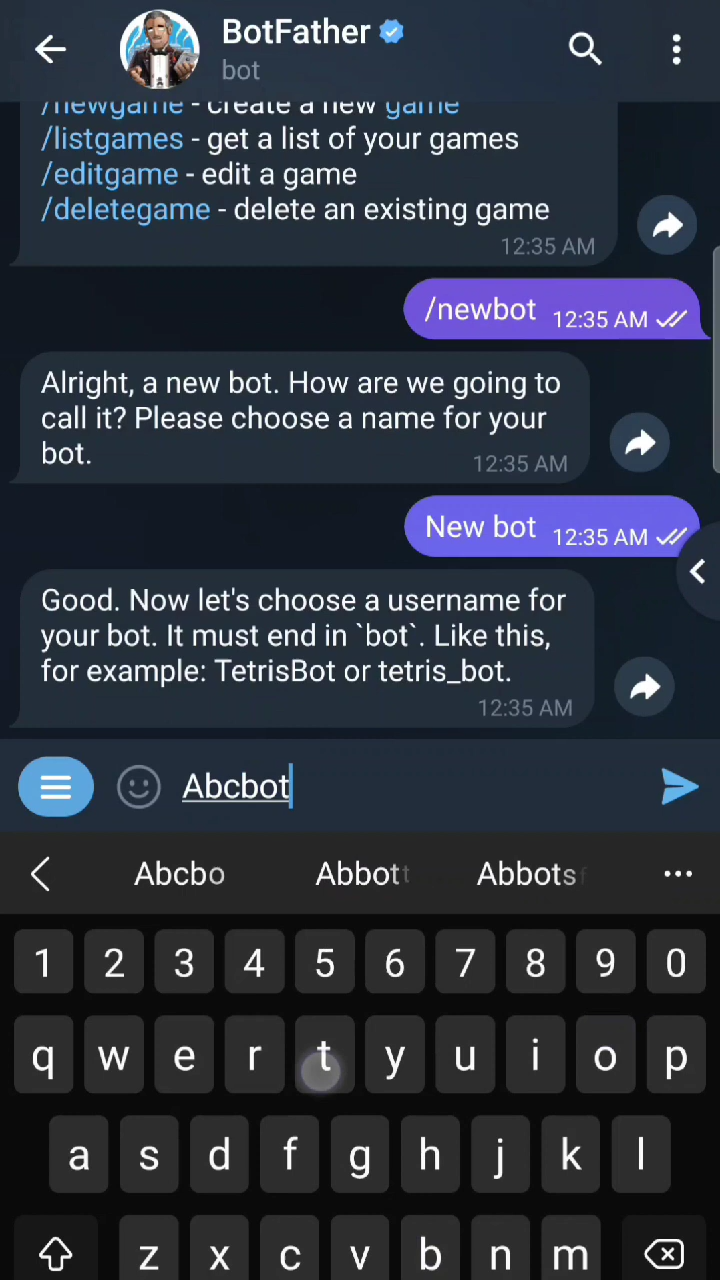 BotFather
bot
/newgame - create a new game
/listgames - get a list of your games
/editgame - edit a game
/deletegame - delete an existing game
12:35 AM
/newbot 12:35 AM
Alright, a new bot. How are we going to
call it? Please choose a name for your
bot.
12:35 AM
New bot 12:35 AM
Good. Now let's choose a username for
your bot. It must end in `bot`. Like this,
for example: TetrisBot or tetris_bot.
12:35 AM
Abcbot
Abcbo Abbott Abbotsf
1 2 3 4 5 6 7 8 9 0
q w e r t y u i o p
a s d f g h j k l
z x c v b n m